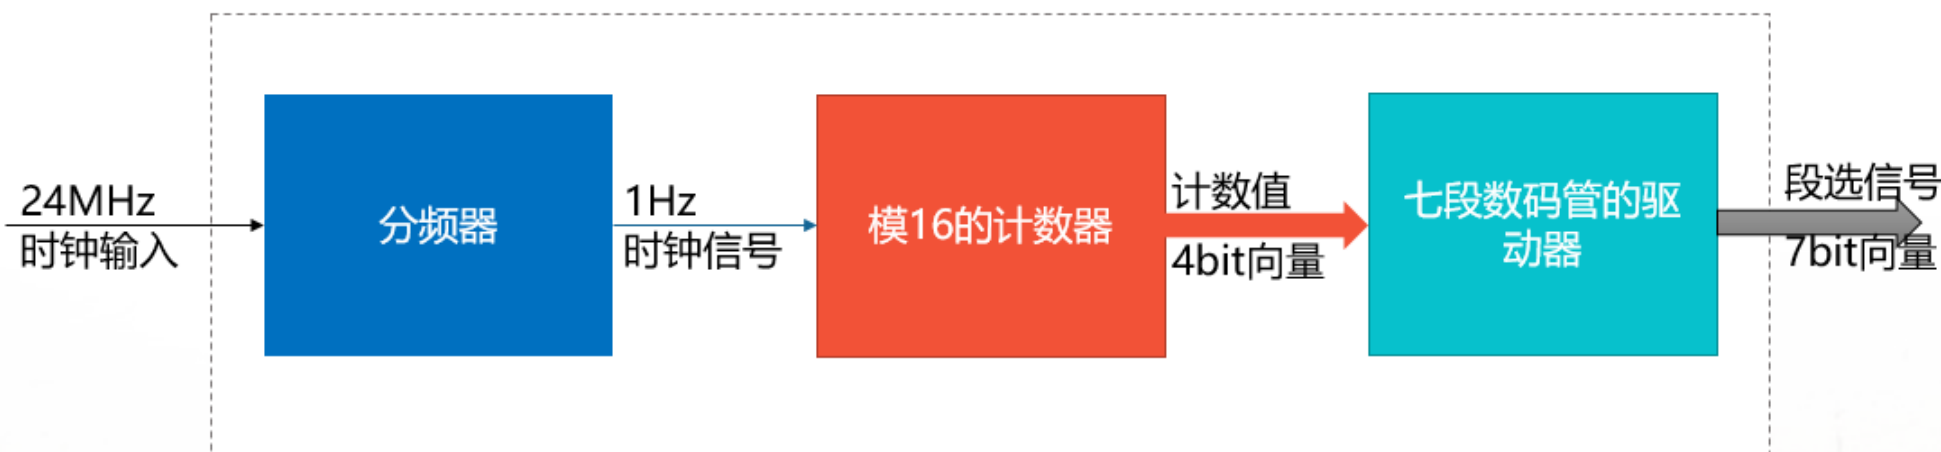 24MHz
时钟输入
分频器
1Hz
时钟信号
模16的计数器
计数值
4bit向量
七段数码管的驱
动器
段选信号
7bit向量